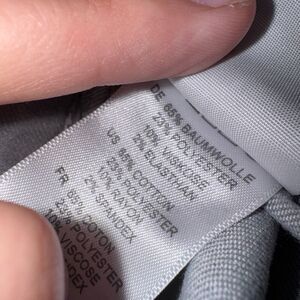 DE 65% BAUMWOLLE
23% POLYESTER
10% VISKOSE
2% ELASTHAN
US 65% COTTON
23% POLYESTER
10% RAYON
2% SPANDEX
FR 65% COTON
23% POLYESTER
10% VISCOSE